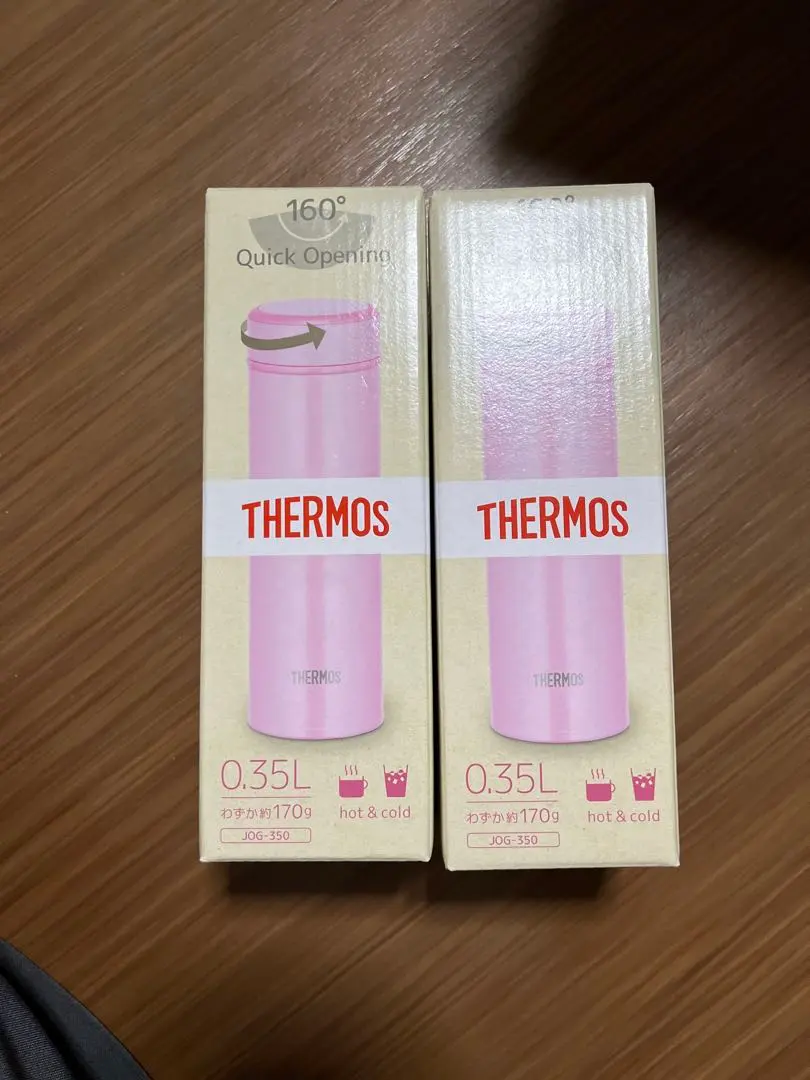 160°
Quick Opening
THERMOS
THERMOS
0.35L
わずか約170g
hot & cold
JOG-350
THERMOS
THERMOS
0.35L
わずか約170g
hot & cold
JOG-350